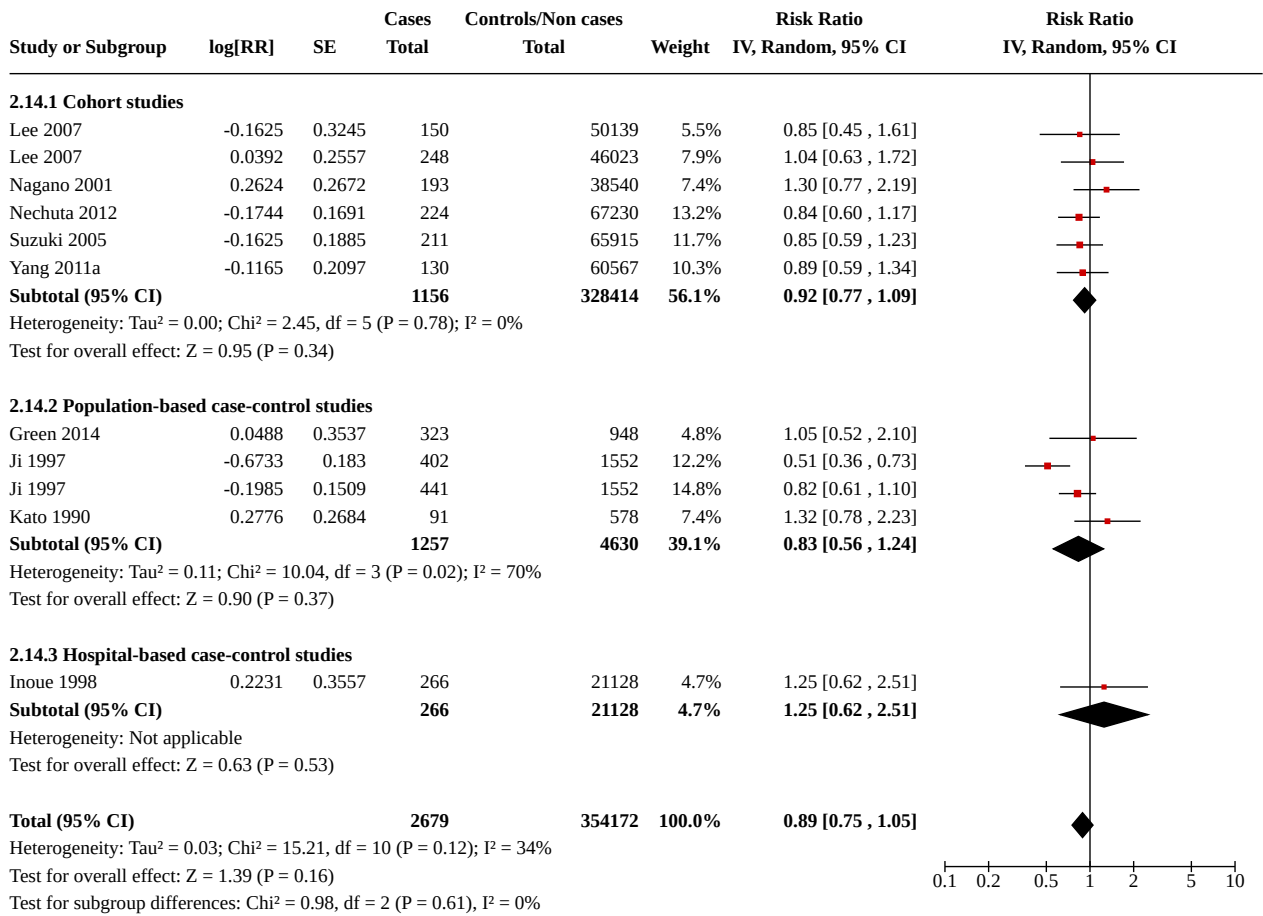 Cases Controls/Non cases Risk Ratio Risk Ratio
Study or Subgroup log[RR] SE Total Total Weight IV, Random, 95% CI IV, Random, 95% CI
2.14.1 Cohort studies
Lee 2007 -0.1625 0.3245 150 50139 5.5% 0.85 [0.45 , 1.61]
Lee 2007 0.0392 0.2557 248 46023 7.9% 1.04 [0.63 , 1.72]
Nagano 2001 0.2624 0.2672 193 38540 7.4% 1.30 [0.77 , 2.19]
Nechuta 2012 -0.1744 0.1691 224 67230 13.2% 0.84 [0.60 , 1.17]
Suzuki 2005 -0.1625 0.1885 211 65915 11.7% 0.85 [0.59 , 1.23]
Yang 2011a -0.1165 0.2097 130 60567 10.3% 0.89 [0.59 , 1.34]
Subtotal (95% CI) 1156 328414 56.1% 0.92 [0.77 , 1.09]
Heterogeneity: Tau² = 0.00; Chi² = 2.45, df = 5 (P = 0.78); I² = 0%
Test for overall effect: Z = 0.95 (P = 0.34)
2.14.2 Population-based case-control studies
Green 2014 0.0488 0.3537 323 948 4.8% 1.05 [0.52 , 2.10]
Ji 1997 -0.6733 0.183 402 1552 12.2% 0.51 [0.36 , 0.73]
Ji 1997 -0.1985 0.1509 441 1552 14.8% 0.82 [0.61 , 1.10]
Kato 1990 0.2776 0.2684 91 578 7.4% 1.32 [0.78 , 2.23]
Subtotal (95% CI) 1257 4630 39.1% 0.83 [0.56 , 1.24]
Heterogeneity: Tau² = 0.11; Chi² = 10.04, df = 3 (P = 0.02); I² = 70%
Test for overall effect: Z = 0.90 (P = 0.37)
2.14.3 Hospital-based case-control studies
Inoue 1998 0.2231 0.3557 266 21128 4.7% 1.25 [0.62 , 2.51]
Subtotal (95% CI) 266 21128 4.7% 1.25 [0.62 , 2.51]
Heterogeneity: Not applicable
Test for overall effect: Z = 0.63 (P = 0.53)
Total (95% CI) 2679 354172 100.0% 0.89 [0.75 , 1.05]
Heterogeneity: Tau² = 0.03; Chi² = 15.21, df = 10 (P = 0.12); I² = 34%
Test for overall effect: Z = 1.39 (P = 0.16)
0.1 0.2 0.5 1 2 5 10
Test for subgroup differences: Chi² = 0.98, df = 2 (P = 0.61), I² = 0%